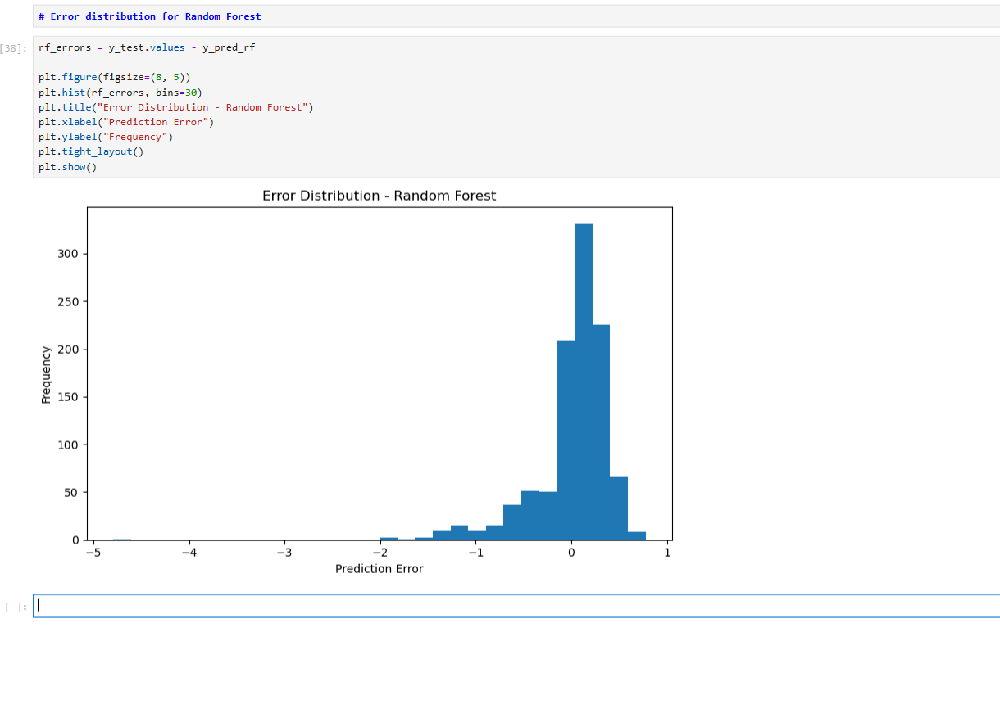 # Error distribution for Random Forest
[38]:
rf_errors = y_test.values - y_pred_rf
plt.figure(figsize=(8, 5))
plt.hist(rf_errors, bins=30)
plt.title("Error Distribution - Random Forest")
plt.xlabel("Prediction Error")
plt.ylabel("Frequency")
plt.tight_layout()
plt.show()
Error Distribution - Random Forest
Frequency
300
250
200
150
100
50
0
−5 −4 −3 −2 −1 0 1
Prediction Error
[ ]: